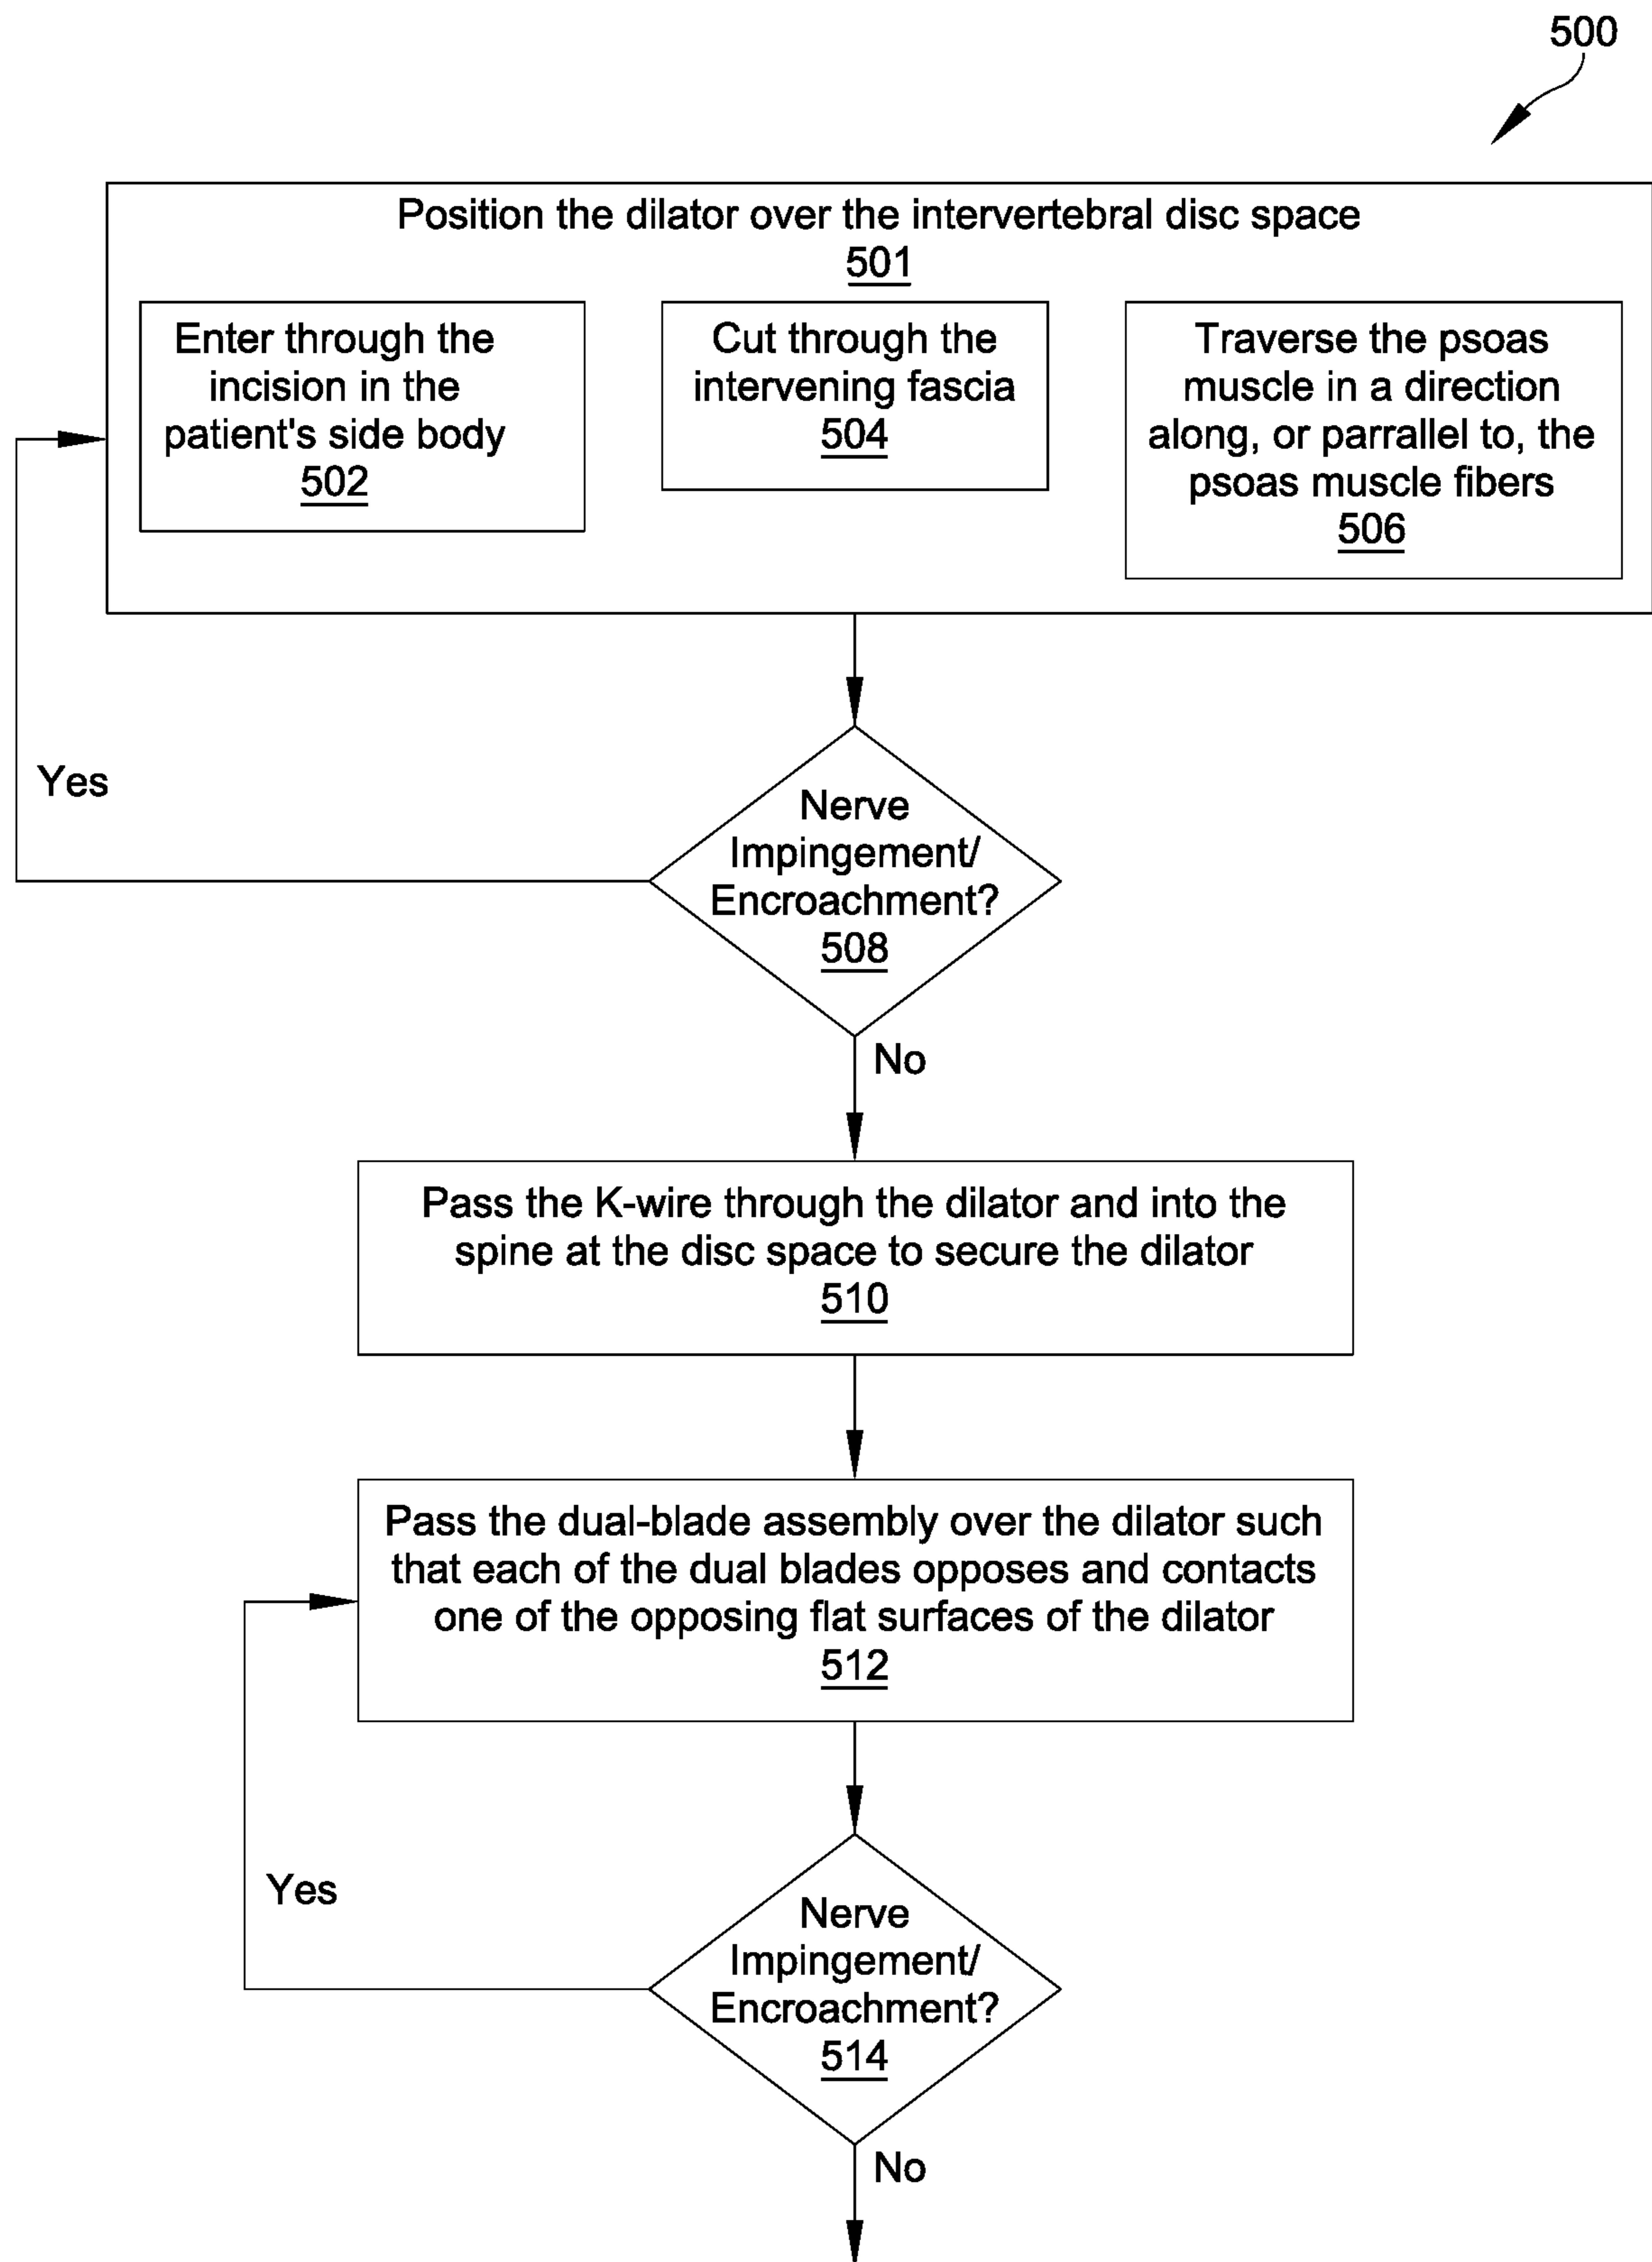 500
Position the dilator over the intervertebral disc space
501
Enter through the
incision in the
patient's side body
502
Cut through the
intervening fascia
504
Traverse the psoas
muscle in a direction
along, or parrallel to, the
psoas muscle fibers
506
Yes
Nerve
Impingement/
Encroachment?
508
No
Pass the K-wire through the dilator and into the
spine at the disc space to secure the dilator
510
Pass the dual-blade assembly over the dilator such
that each of the dual blades opposes and contacts
one of the opposing flat surfaces of the dilator
512
Yes
Nerve
Impingement/
Encroachment?
514
No